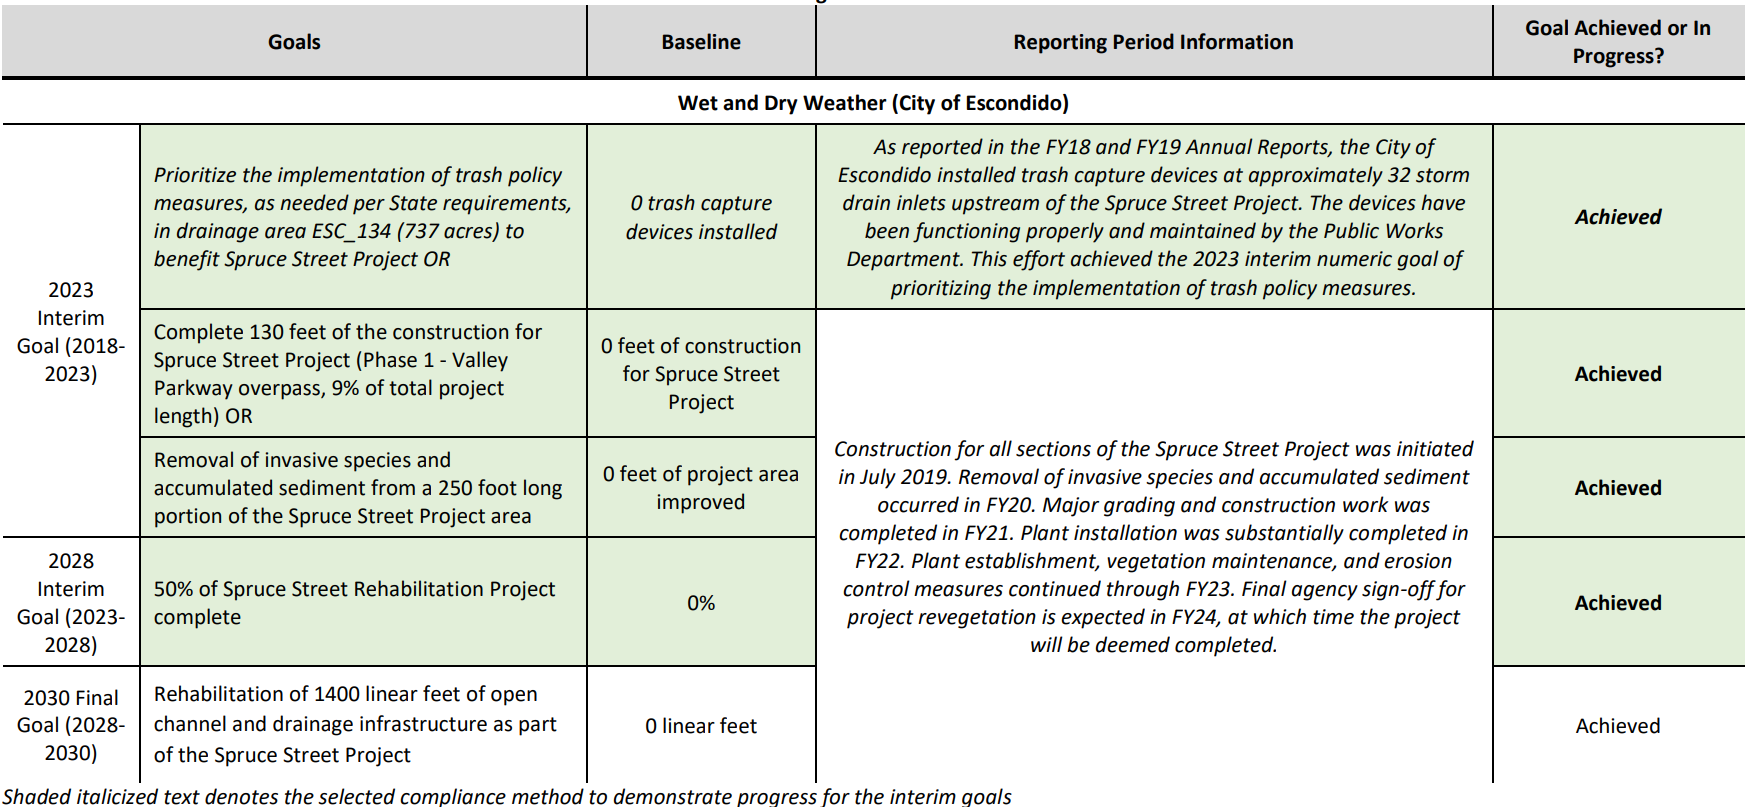 Goals
Baseline
Reporting Period Information
Goal Achieved or In
Progress?
Wet and Dry Weather (City of Escondido)
2023
Interim
Goal (2018-
2023)
Prioritize the implementation of trash policy
measures, as needed per State requirements,
in drainage area ESC_134 (737 acres) to
benefit Spruce Street Project OR
0 trash capture
devices installed
As reported in the FY18 and FY19 Annual Reports, the City of
Escondido installed trash capture devices at approximately 32 storm
drain inlets upstream of the Spruce Street Project. The devices have
been functioning properly and maintained by the Public Works
Department. This effort achieved the 2023 interim numeric goal of
prioritizing the implementation of trash policy measures.
Achieved
Complete 130 feet of the construction for
Spruce Street Project (Phase 1 - Valley
Parkway overpass, 9% of total project
length) OR
0 feet of construction
for Spruce Street
Project
Construction for all sections of the Spruce Street Project was initiated
in July 2019. Removal of invasive species and accumulated sediment
occurred in FY20. Major grading and construction work was
completed in FY21. Plant installation was substantially completed in
FY22. Plant establishment, vegetation maintenance, and erosion
control measures continued through FY23. Final agency sign-off for
project revegetation is expected in FY24, at which time the project
will be deemed completed.
Achieved
Removal of invasive species and
accumulated sediment from a 250 foot long
portion of the Spruce Street Project area
0 feet of project area
improved
Achieved
2028
Interim
Goal (2023-
2028)
50% of Spruce Street Rehabilitation Project
complete
0%
Achieved
2030 Final
Goal (2028-
2030)
Rehabilitation of 1400 linear feet of open
channel and drainage infrastructure as part
of the Spruce Street Project
0 linear feet
Achieved
Shaded italicized text denotes the selected compliance method to demonstrate progress for the interim goals